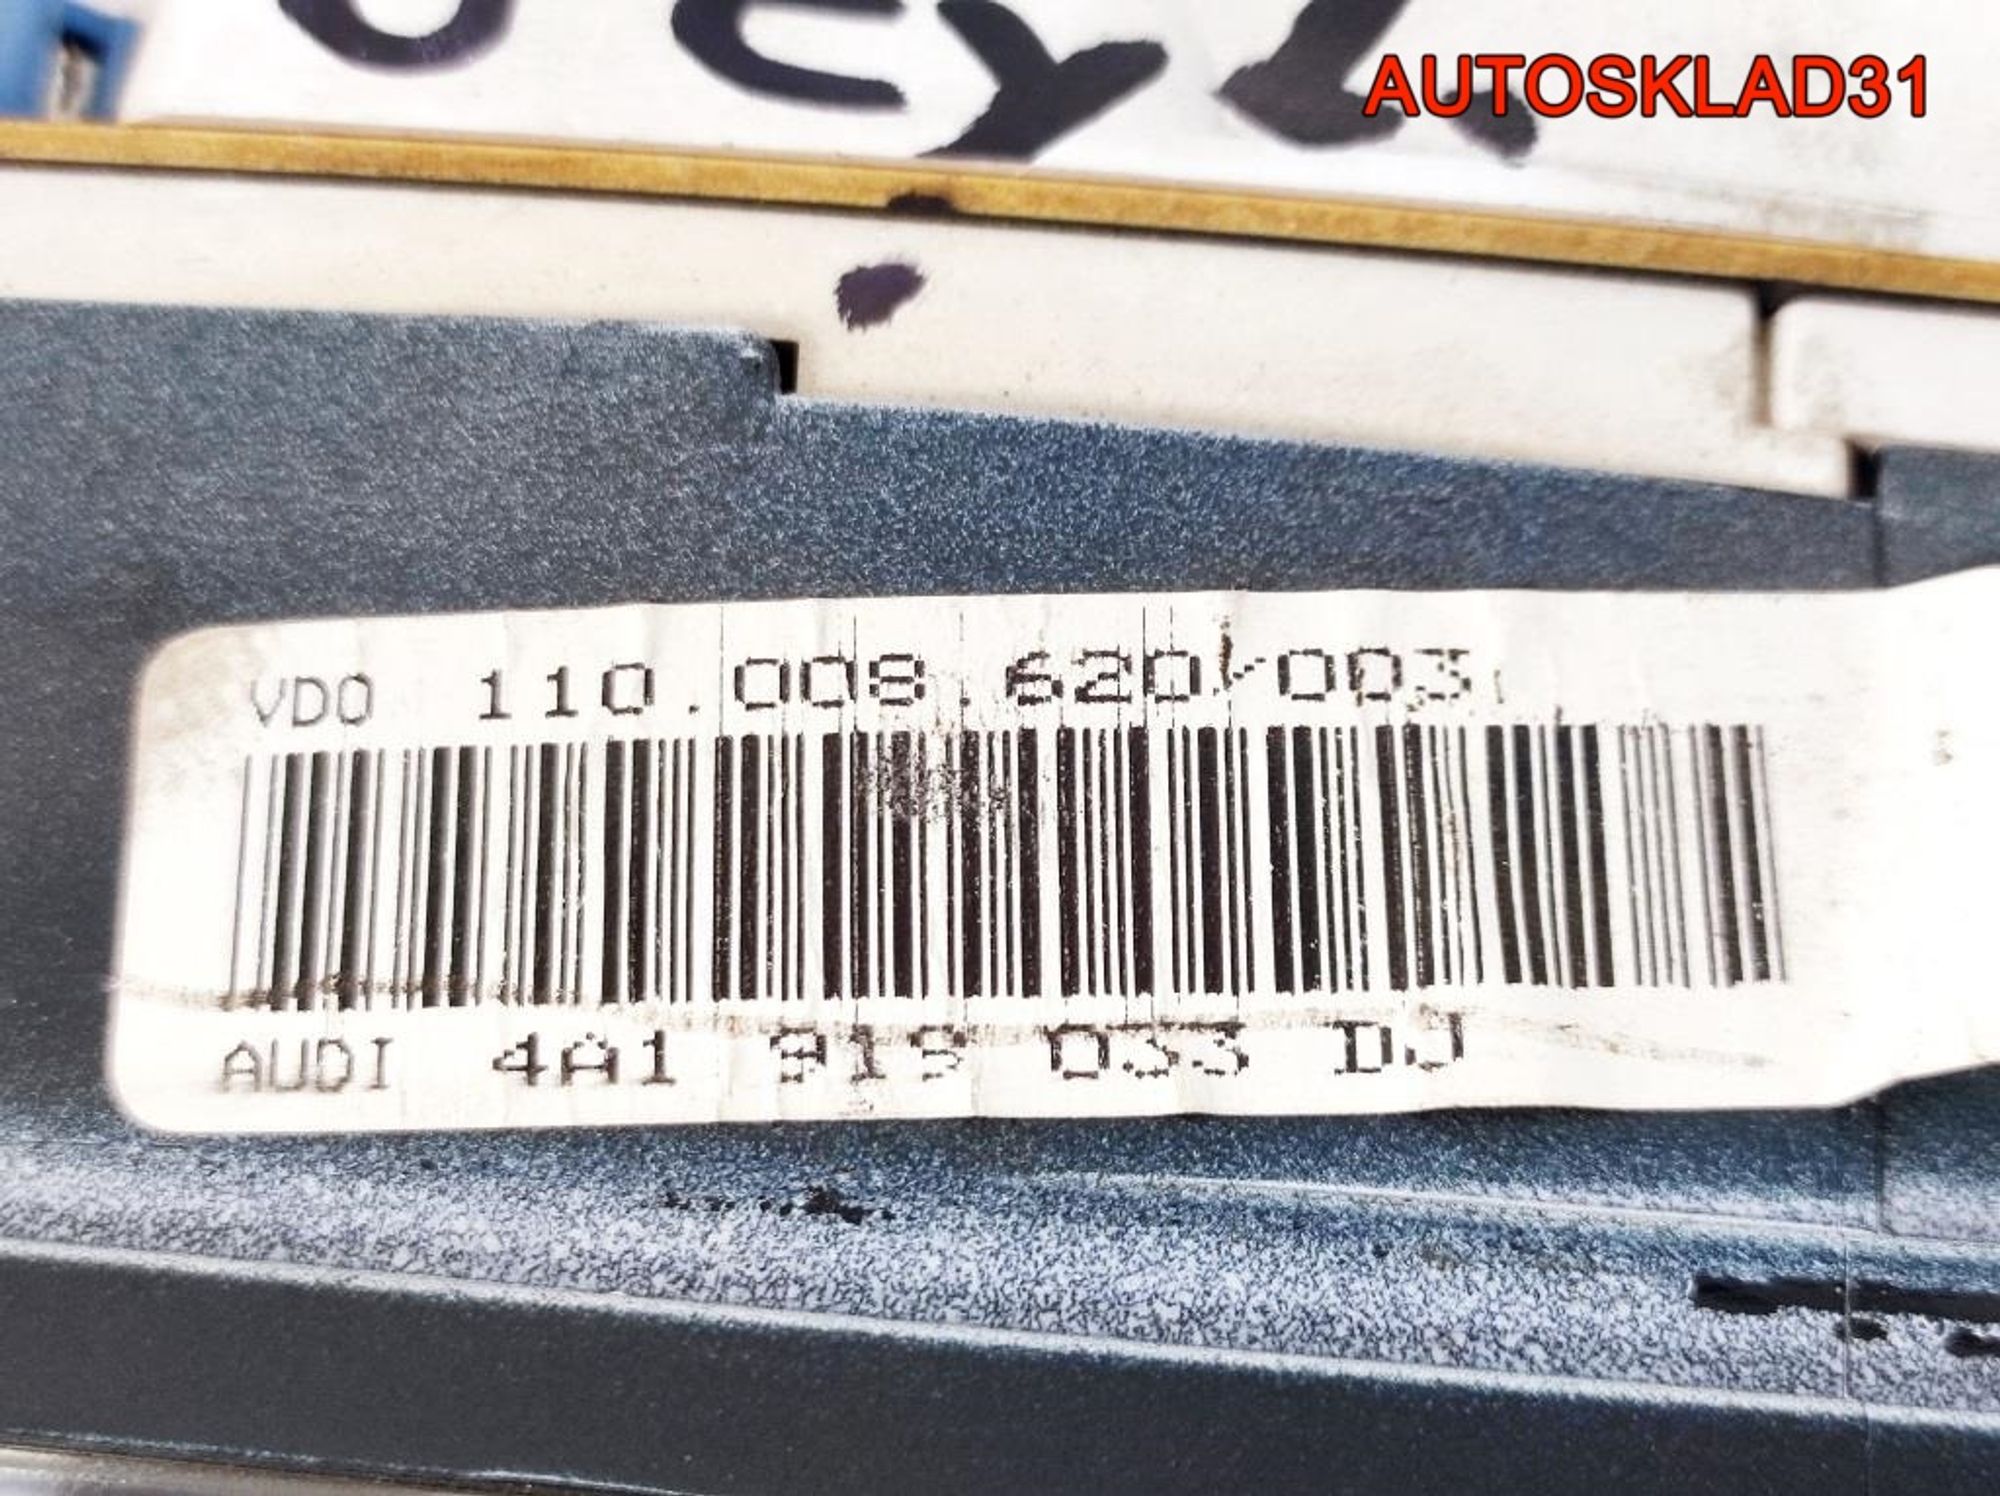 AUTOSKLAD31
VDO 110.008.620/003
AUDI 4A1 919 033 DJ